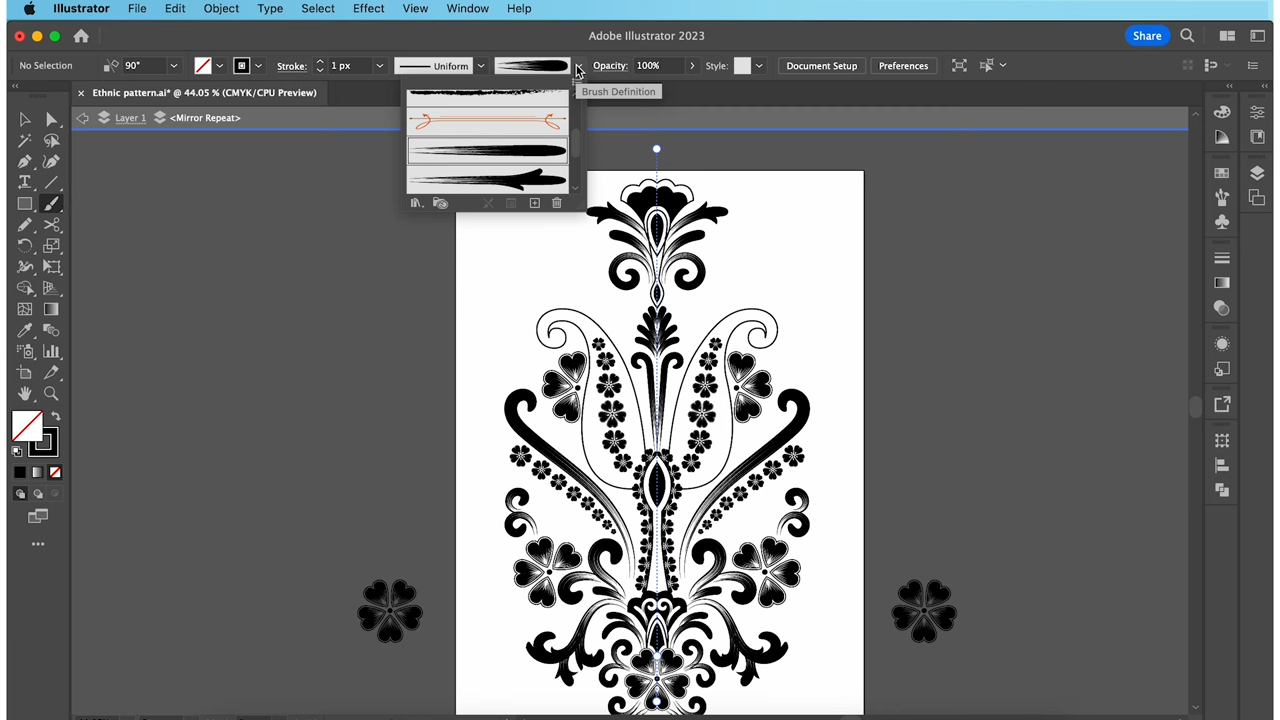 Illustrator File Edit Object Type Select Effect View Window Help
Adobe Illustrator 2023
Share
No Selection 90° Stroke: 1 px Uniform Opacity: 100% Style: Document Setup Preferences
Brush Definition
Ethnic pattern.ai* @ 44.05 % (CMYK/CPU Preview)
Layer 1 <Mirror Repeat>